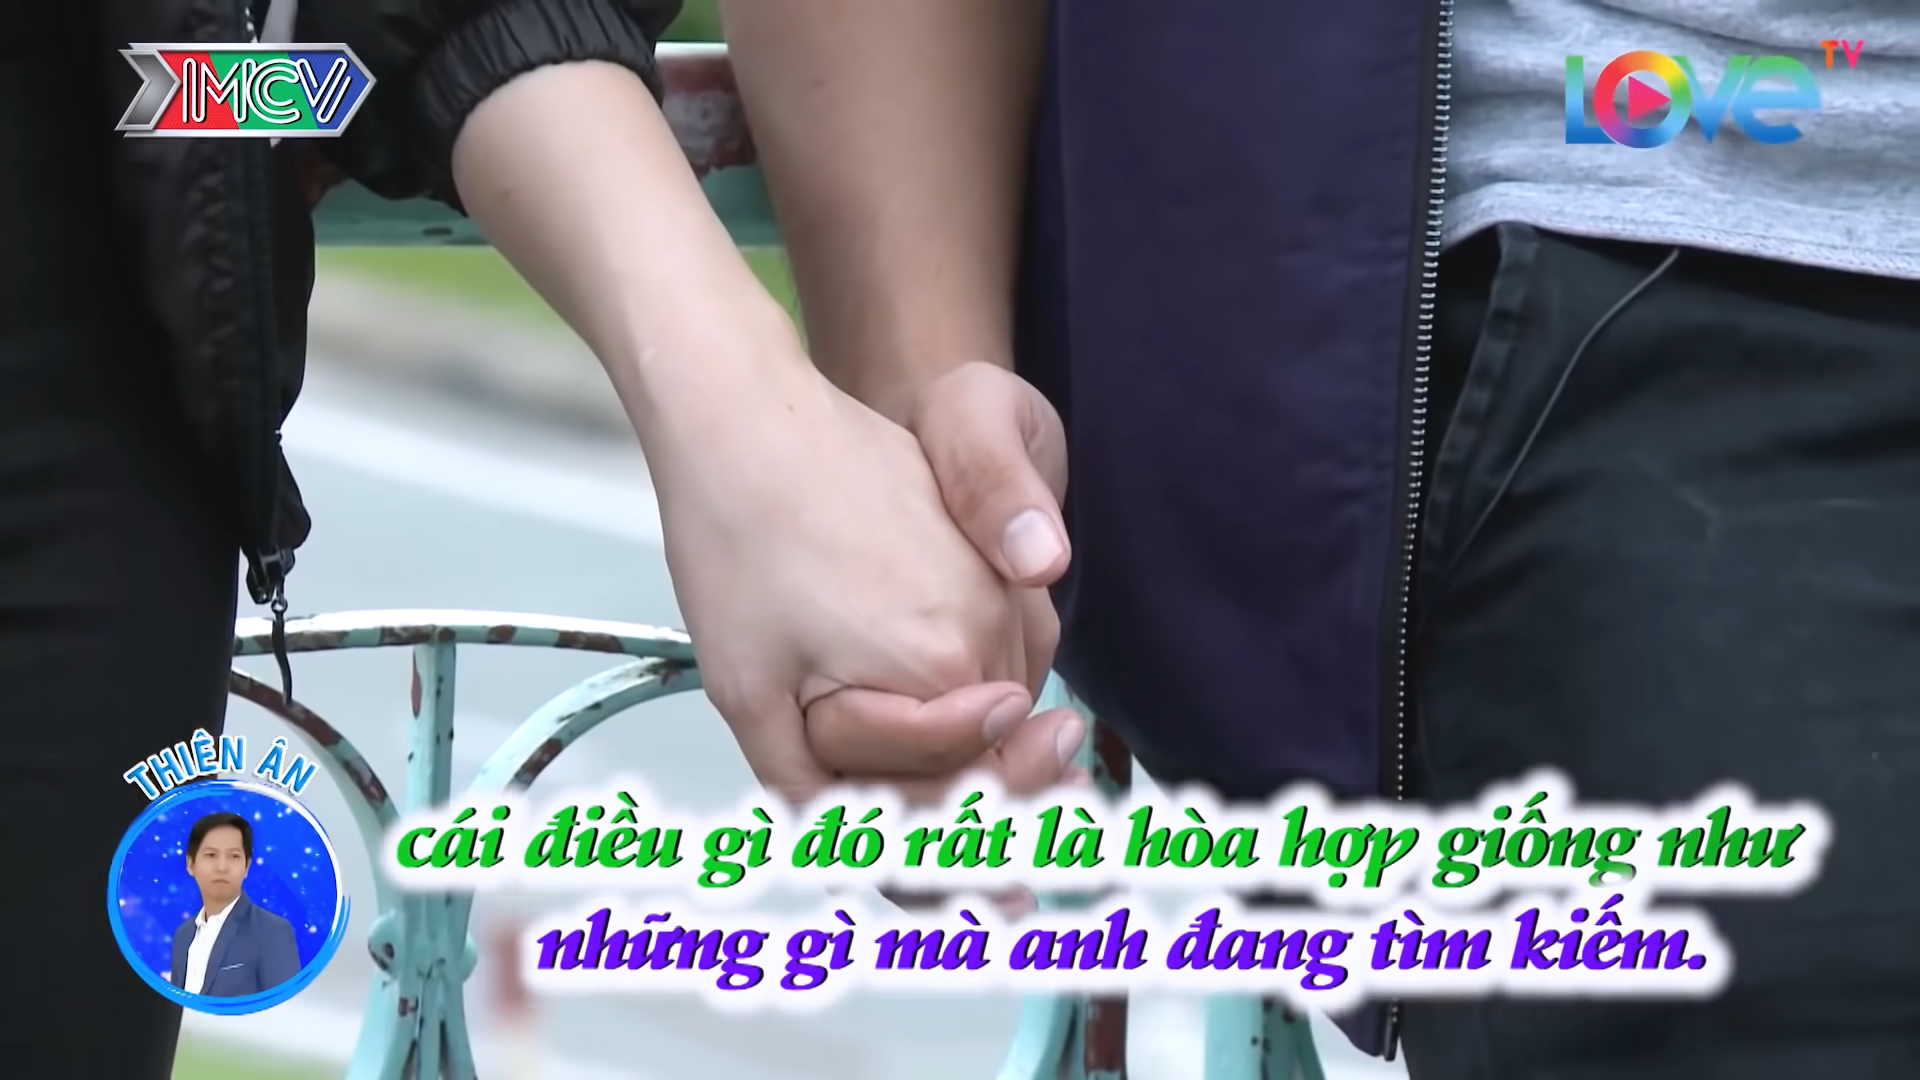 MCV
LOVE TV
THIÊN ÂN
cái điều gì đó rất là hòa hợp giống như
những gì mà anh đang tìm kiếm.